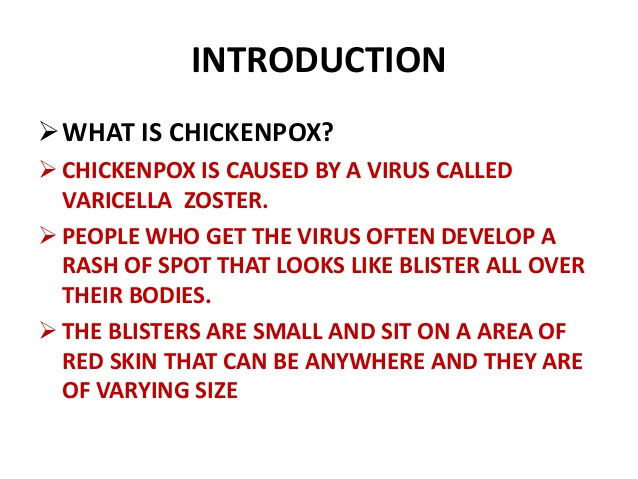 INTRODUCTION
WHAT IS CHICKENPOX?
CHICKENPOX IS CAUSED BY A VIRUS CALLED
VARICELLA  ZOSTER.
PEOPLE WHO GET THE VIRUS OFTEN DEVELOP A
RASH OF SPOT THAT LOOKS LIKE BLISTER ALL OVER
THEIR BODIES.
THE BLISTERS ARE SMALL AND SIT ON A AREA OF
RED SKIN THAT CAN BE ANYWHERE AND THEY ARE
OF VARYING SIZE